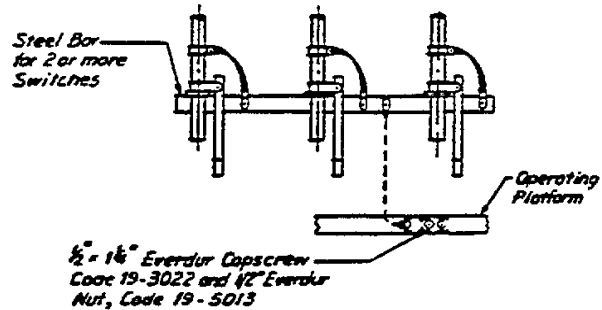 Steel Bar
for 2 or more
Switches
Operating
Platform
½" × 1¼" Everdur Capscrew
Code 19-3022 and ½" Everdur
Nut, Code 19-5013